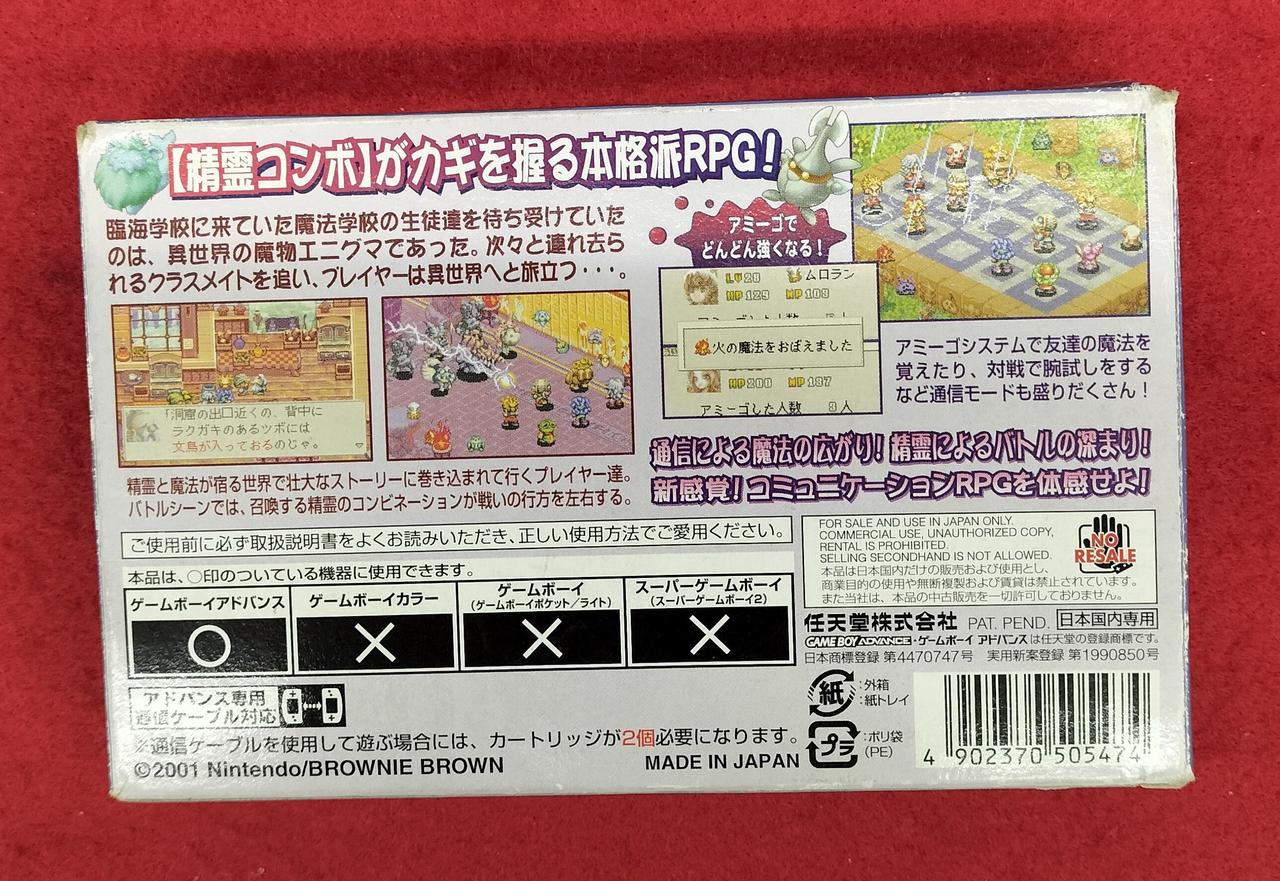 【精霊コンボ】がカギを握る本格派RPG!
臨海学校に来ていた魔法学校の生徒達を待ち受けていた
のは、異世界の魔物エニグマであった。次々と連れ去ら
れるクラスメイトを追い、プレイヤーは異世界へと旅立つ・・・。
アミーゴで
どんどん強くなる!
LV28 ムロラン
HP129 MP108
火の魔法をおぼえました
HP200 MP187
アミーゴした人数 8人
「洞窟の出口近くの、背中に
ラクガキのあるツボには
文鳥が入っておるのじゃ。
アミーゴシステムで友達の魔法を
覚えたり、対戦で腕試しをする
など通信モードも盛りだくさん!
精霊と魔法が宿る世界で壮大なストーリーに巻き込まれて行くプレイヤー達。
バトルシーンでは、召喚する精霊のコンビネーションが戦いの行方を左右する。
通信による魔法の広がり! 精霊によるバトルの深まり!
新感覚! コミュニケーションRPGを体感せよ!
ご使用前に必ず取扱説明書をよくお読みいただき、正しい使用方法でご愛用ください。
本品は、○印のついている機器に使用できます。
ゲームボーイアドバンス
○
ゲームボーイカラー
×
ゲームボーイ
(ゲームボーイポケット/ライト)
×
スーパーゲームボーイ
(スーパーゲームボーイ2)
×
アドバンス専用
通信ケーブル対応
※通信ケーブルを使用して遊ぶ場合には、カートリッジが2個必要になります。
©2001 Nintendo/BROWNIE BROWN
MADE IN JAPAN
FOR SALE AND USE IN JAPAN ONLY.
COMMERCIAL USE, UNAUTHORIZED COPY,
RENTAL IS PROHIBITED.
SELLING SECONDHAND IS NOT ALLOWED.
本品は日本国内だけの販売および使用とし、
商業目的の使用や無断複製および賃貸は禁止されています。
また当社は、本品の中古販売を一切許可しておりません。
NO
RESALE
任天堂株式会社 PAT. PEND. 日本国内専用
GAME BOY ADVANCE・ゲームボーイ アドバンスは任天堂の登録商標です。
日本商標登録 第4470747号 実用新案登録 第1990850号
紙
:外箱
:紙トレイ
プラ
:ポリ袋
(PE)
4 902370 505474